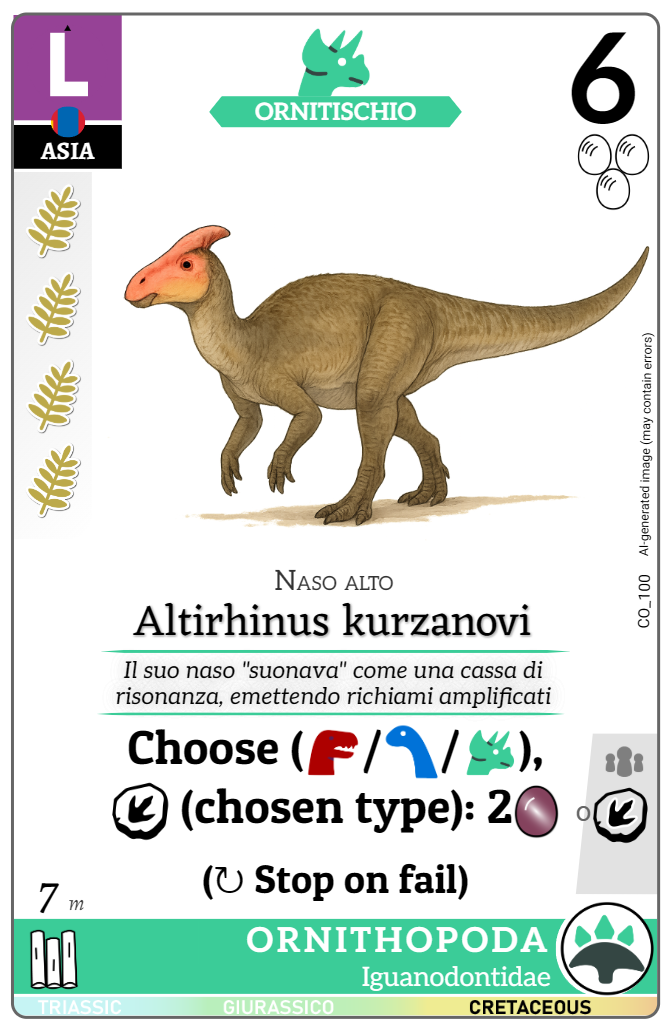 L
ASIA
ORNITISCHIO
6
AI-generated image (may contain errors)
CO_100
Naso alto
Altirhinus kurzanovi
Il suo naso "suonava" come una cassa di
risonanza, emettendo richiami amplificati
Choose ( / / ),
(chosen type): 2
o
(↻ Stop on fail)
7 m
ORNITHOPODA
Iguanodontidae
TRIASSIC GIURASSICO CRETACEOUS